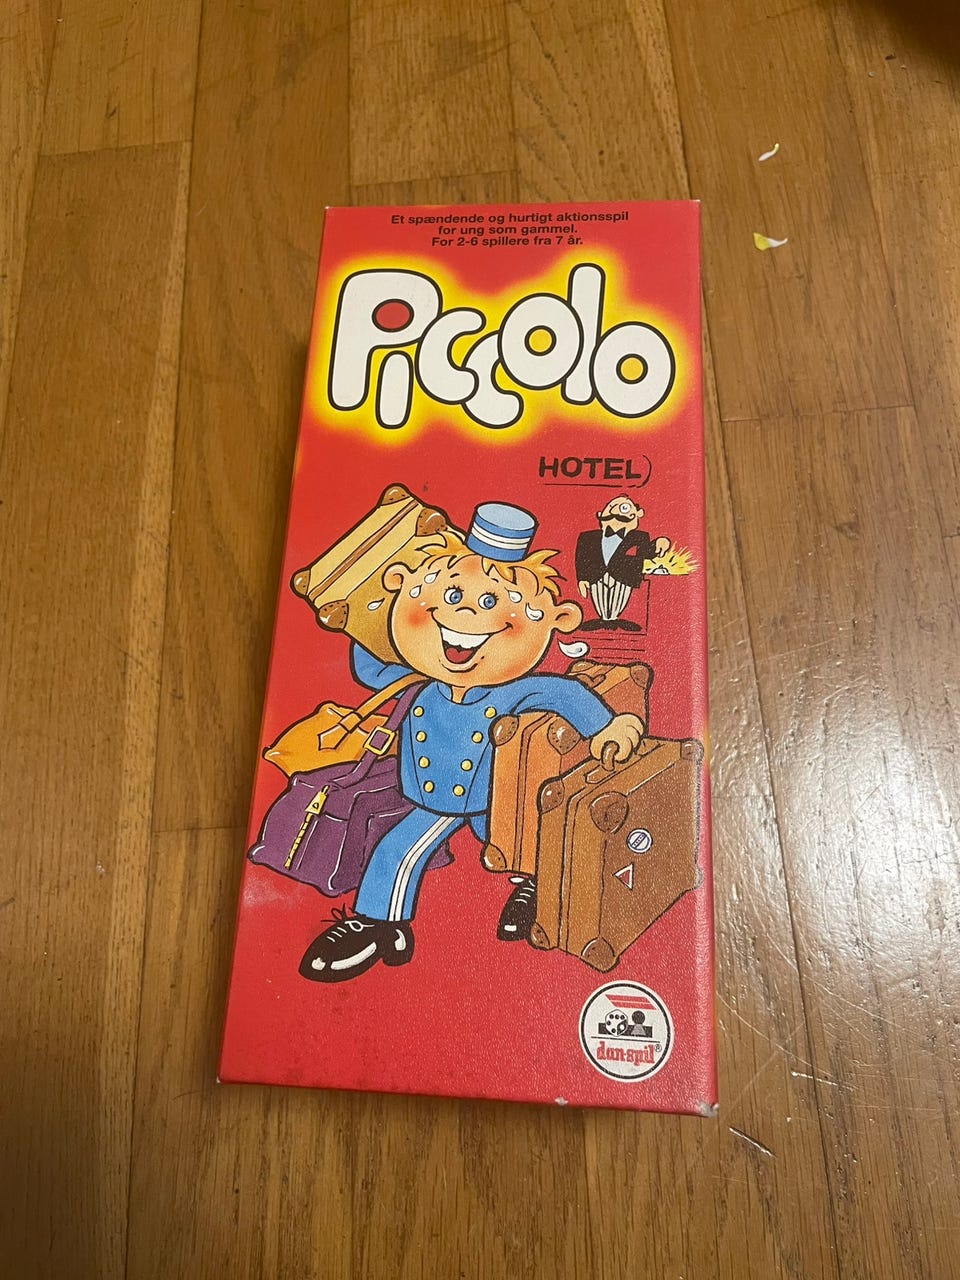 Et spændende og hurtigt aktionsspil
for ung som gammel.
For 2-6 spillere fra 7 år.
Piccolo
HOTEL
dan-spil®